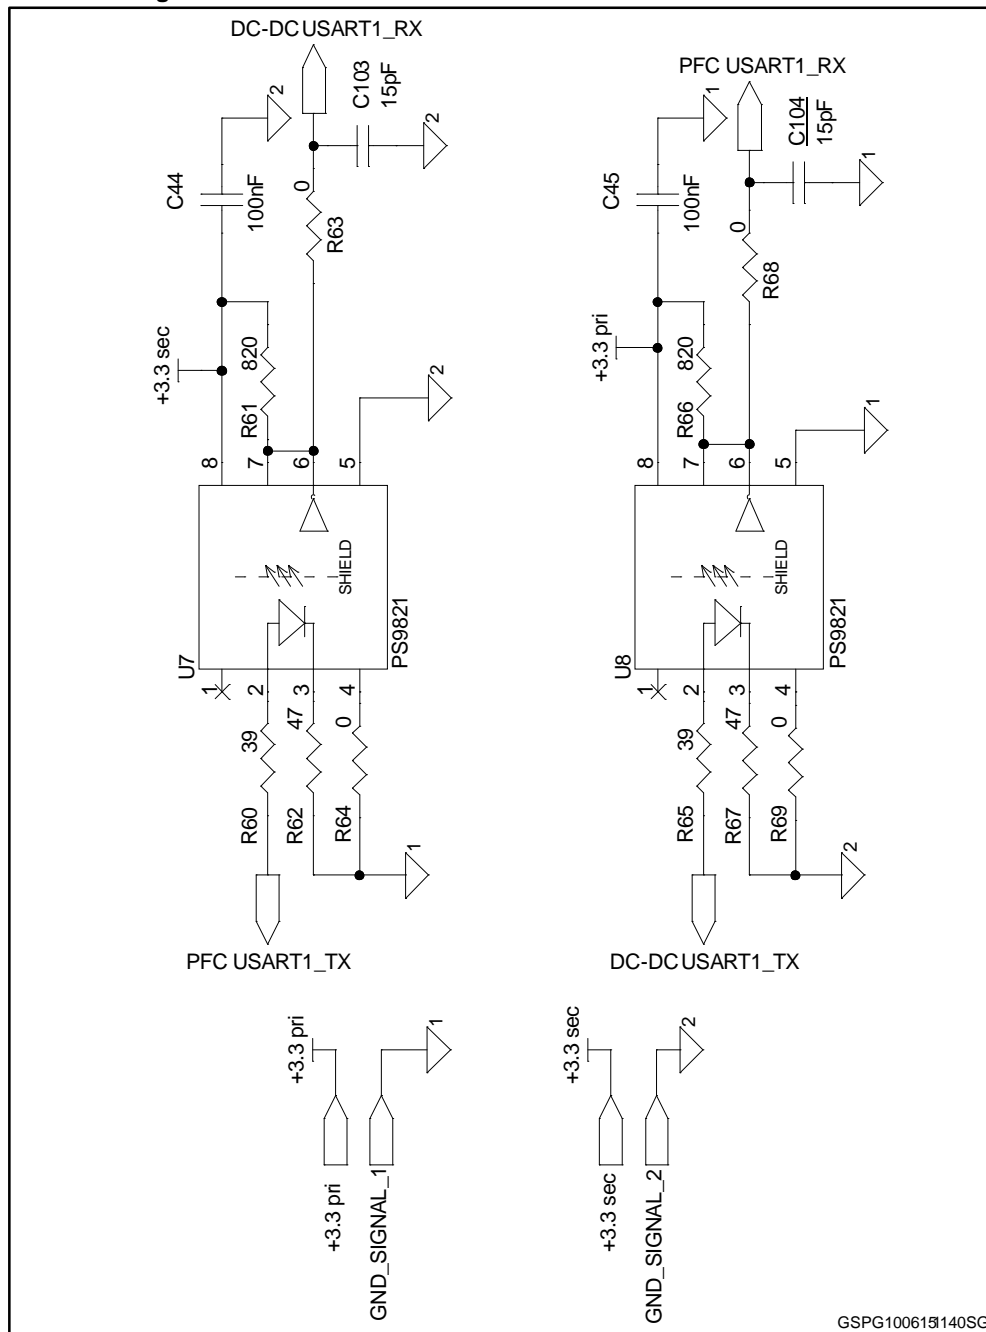 DC-DC USART1_RX
PFC USART1_RX
C103
15pF
2
2
C104
15pF
1
1
C44
100nF
0
R63
C45
100nF
0
R68
+3.3 sec
820
R61
2
+3.3 pri
820
R66
1
8
7
6
5
8
7
6
5
SHIELD
SHIELD
U7
PS9821
U8
PS9821
1
2
3
4
1
2
3
4
39
47
0
39
47
0
R60
R62
R64
1
R65
R67
R69
2
PFC USART1_TX
DC-DC USART1_TX
+3.3 pri
1
+3.3 sec
2
+3.3 pri
GND_SIGNAL_1
+3.3 sec
GND_SIGNAL_2